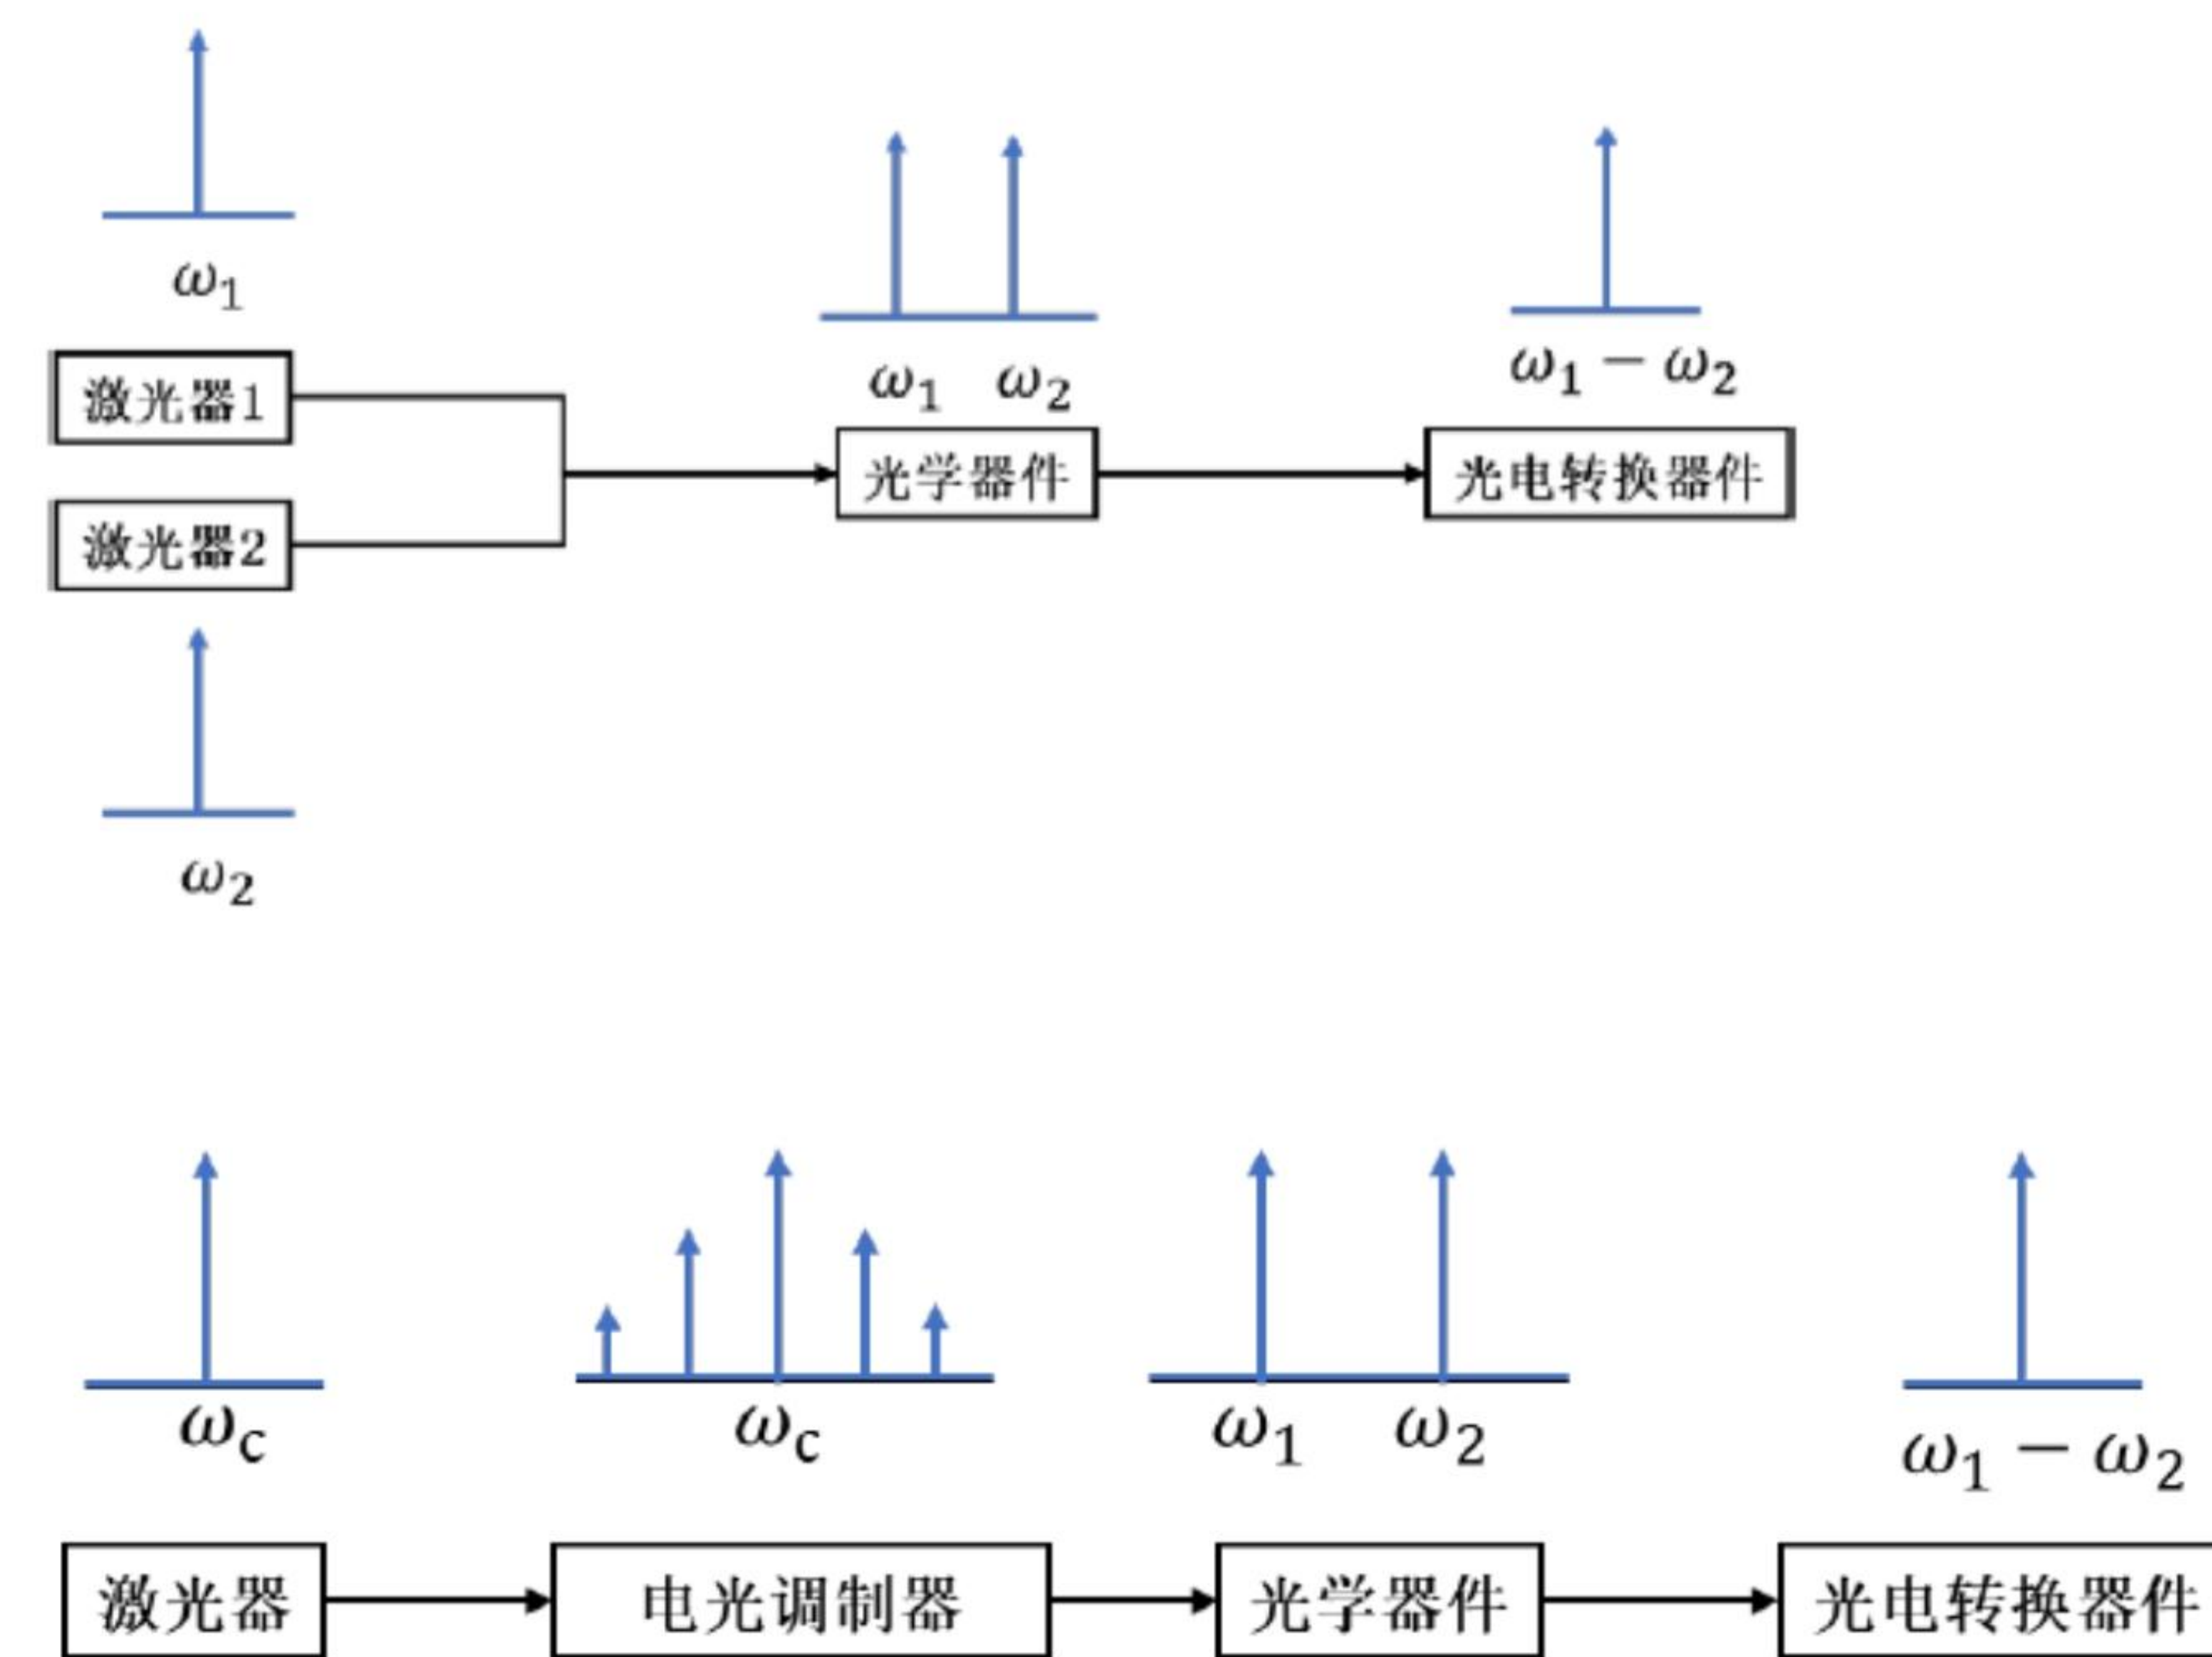 ω₁
ω₁ ω₂
ω₁ − ω₂
激光器1
光学器件
光电转换器件
激光器2
ω₂
ω_c
ω_c
ω₁ ω₂
ω₁ − ω₂
激光器
电光调制器
光学器件
光电转换器件